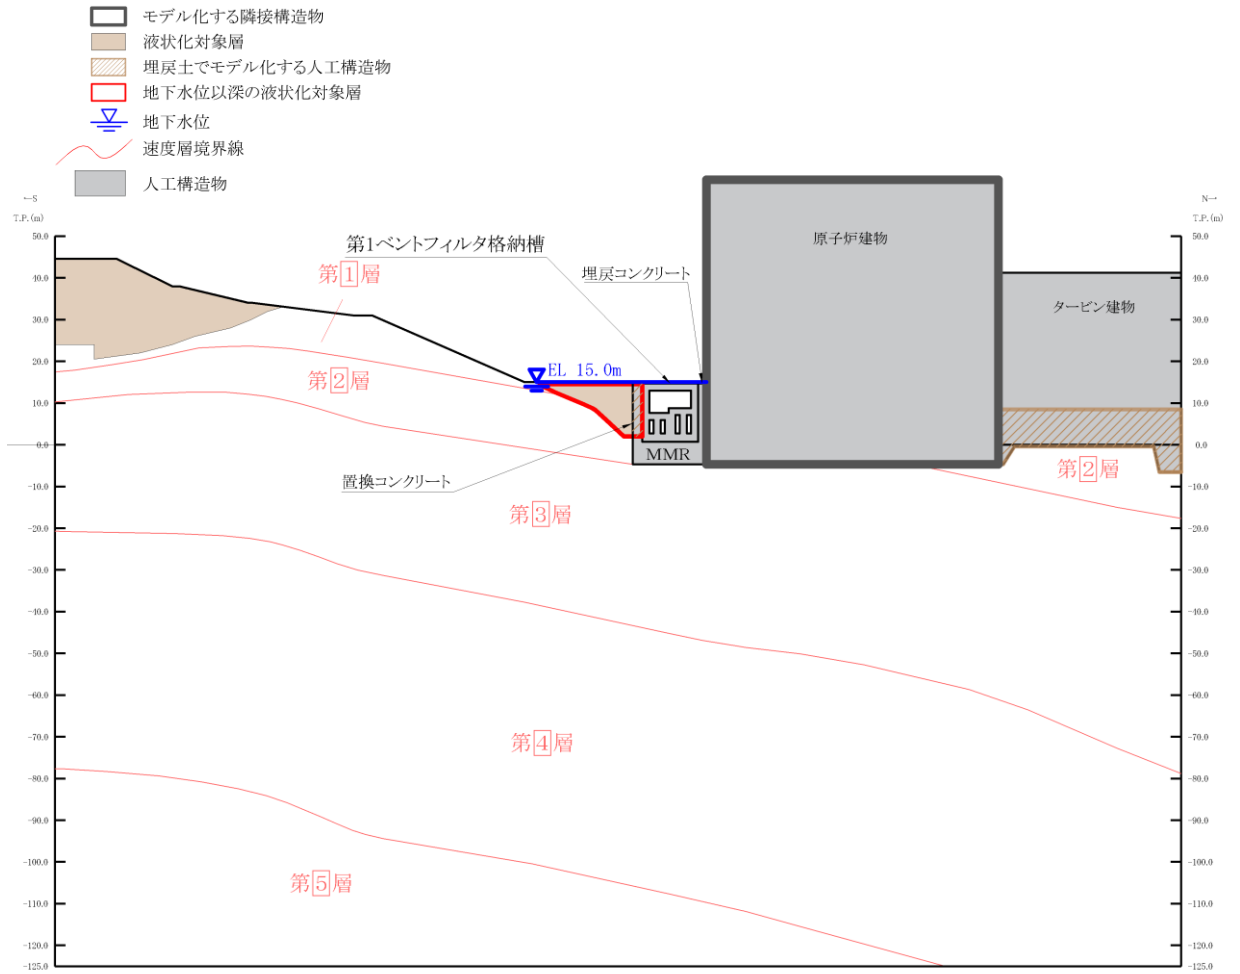 モデル化する隣接構造物
液状化対象層
埋戻土でモデル化する人工構造物
地下水位以深の液状化対象層
地下水位
速度層境界線
人工構造物
←S
T.P.(m)
N→
T.P.(m)
50.0
40.0
30.0
20.0
10.0
0.0
-10.0
-20.0
-30.0
-40.0
-50.0
-60.0
-70.0
-80.0
-90.0
-100.0
-110.0
-120.0
-125.0
第1ベントフィルタ格納槽
埋戻コンクリート
原子炉建物
タービン建物
第1層
第2層
EL 15.0m
MMR
置換コンクリート
第2層
第3層
第4層
第5層
50.0
40.0
30.0
20.0
10.0
0.0
-10.0
-20.0
-30.0
-40.0
-50.0
-60.0
-70.0
-80.0
-90.0
-100.0
-110.0
-120.0
-125.0